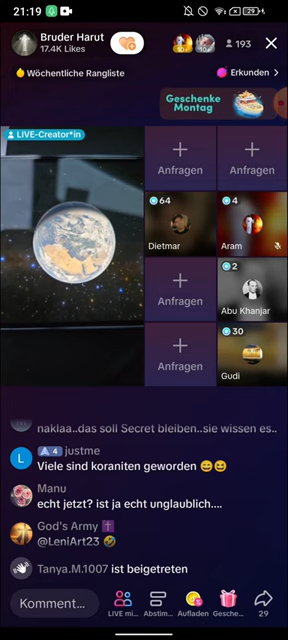 21:19
29%
Bruder Harut
17.4K Likes
193
Wöchentliche Rangliste
Erkunden >
Geschenke
Montag
LIVE-Creator*in
Anfragen
Anfragen
64
Dietmar
4
Aram
Anfragen
2
Abu Khanjar
Anfragen
30
Gudi
naklaa..das soll Secret bleiben..sie wissen es..
L
4 justme
Viele sind koraniten geworden 😄😆
Manu
echt jetzt? ist ja echt unglaublich....
God's Army ✝️
@LeniArt23 🤣
Tanya.M.1007 ist beigetreten
Komment...
LIVE mi...
Abstim...
Aufladen
Gesche...
29